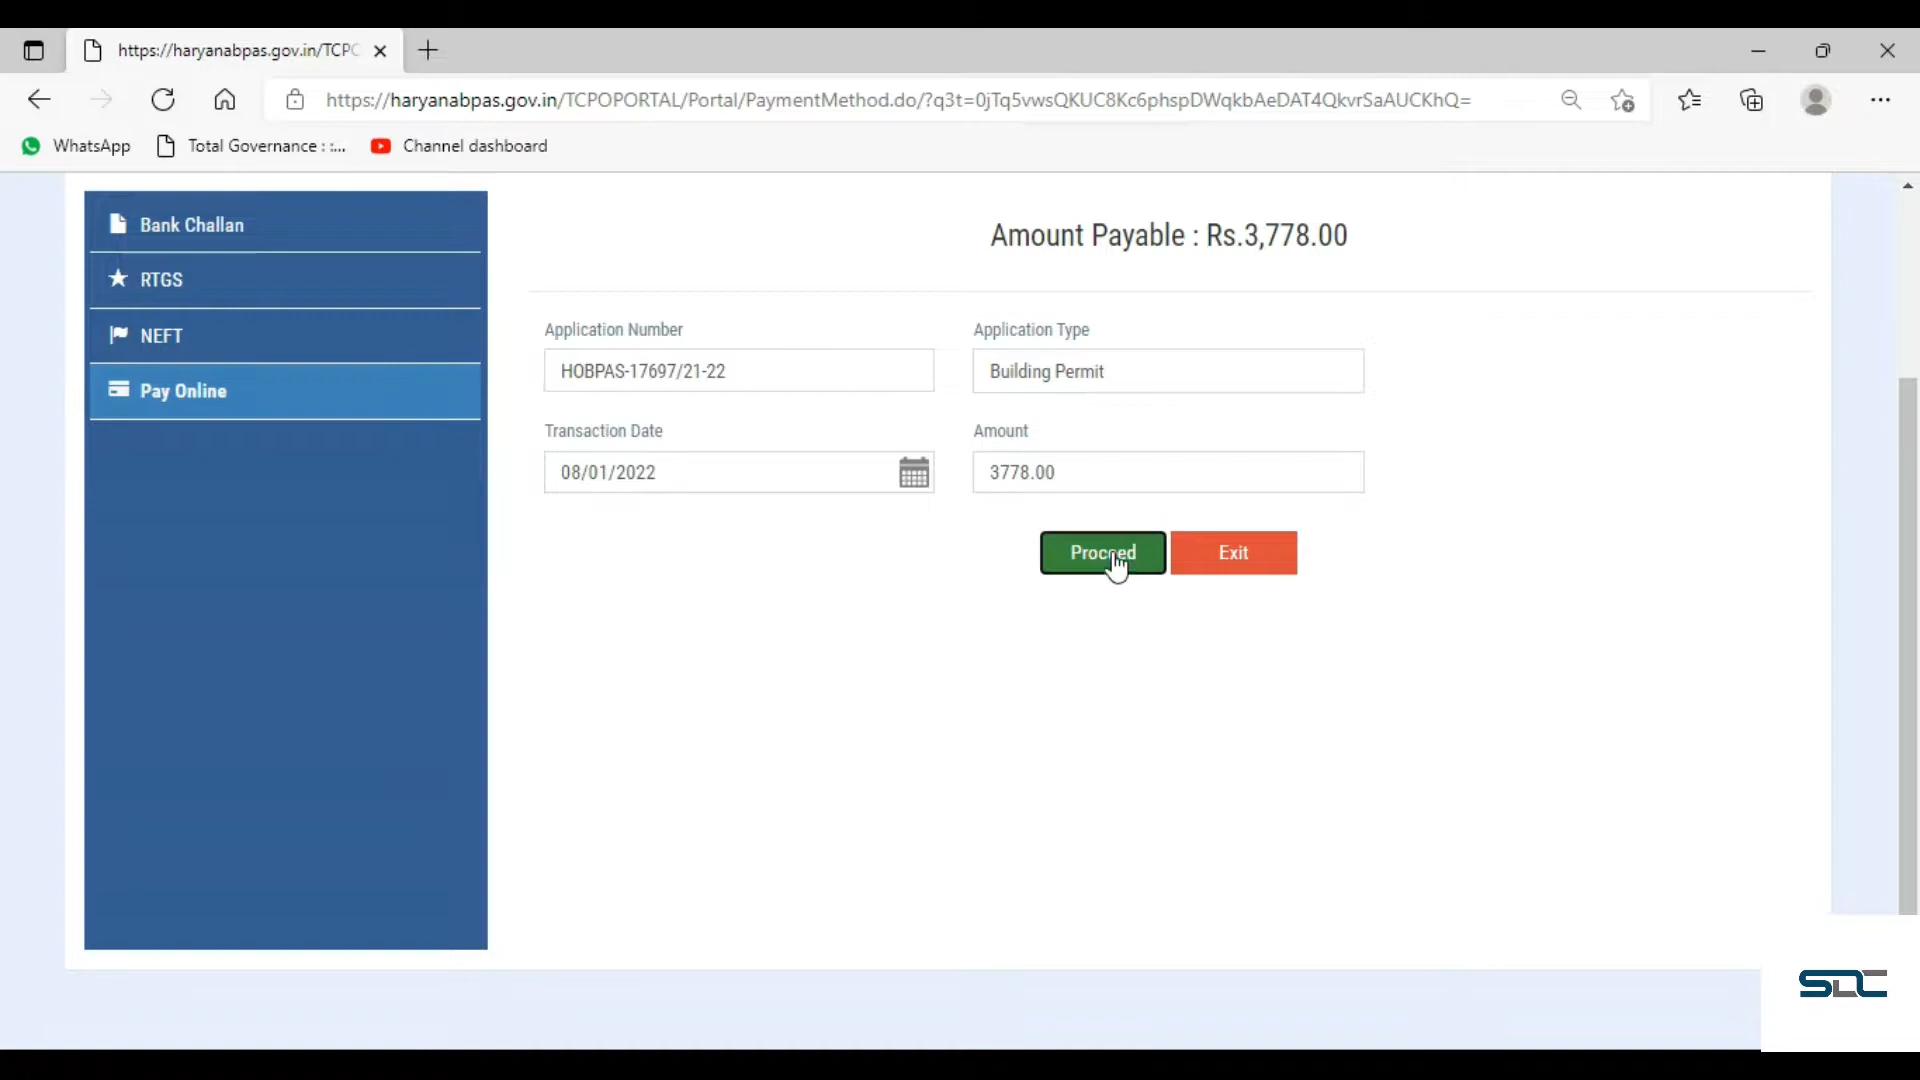 https://haryanabpas.gov.in/TCPC
https://haryanabpas.gov.in/TCPOPORTAL/Portal/PaymentMethod.do/?q3t=0jTq5vwsQKUC8Kc6phspDWqkbAeDAT4QkvrSaAUCKhQ=
WhatsApp Total Governance : :... Channel dashboard
Bank Challan
RTGS
NEFT
Pay Online
Amount Payable : Rs.3,778.00
Application Number Application Type
HOBPAS-17697/21-22 Building Permit
Transaction Date Amount
08/01/2022 3778.00
Proceed Exit
SDC